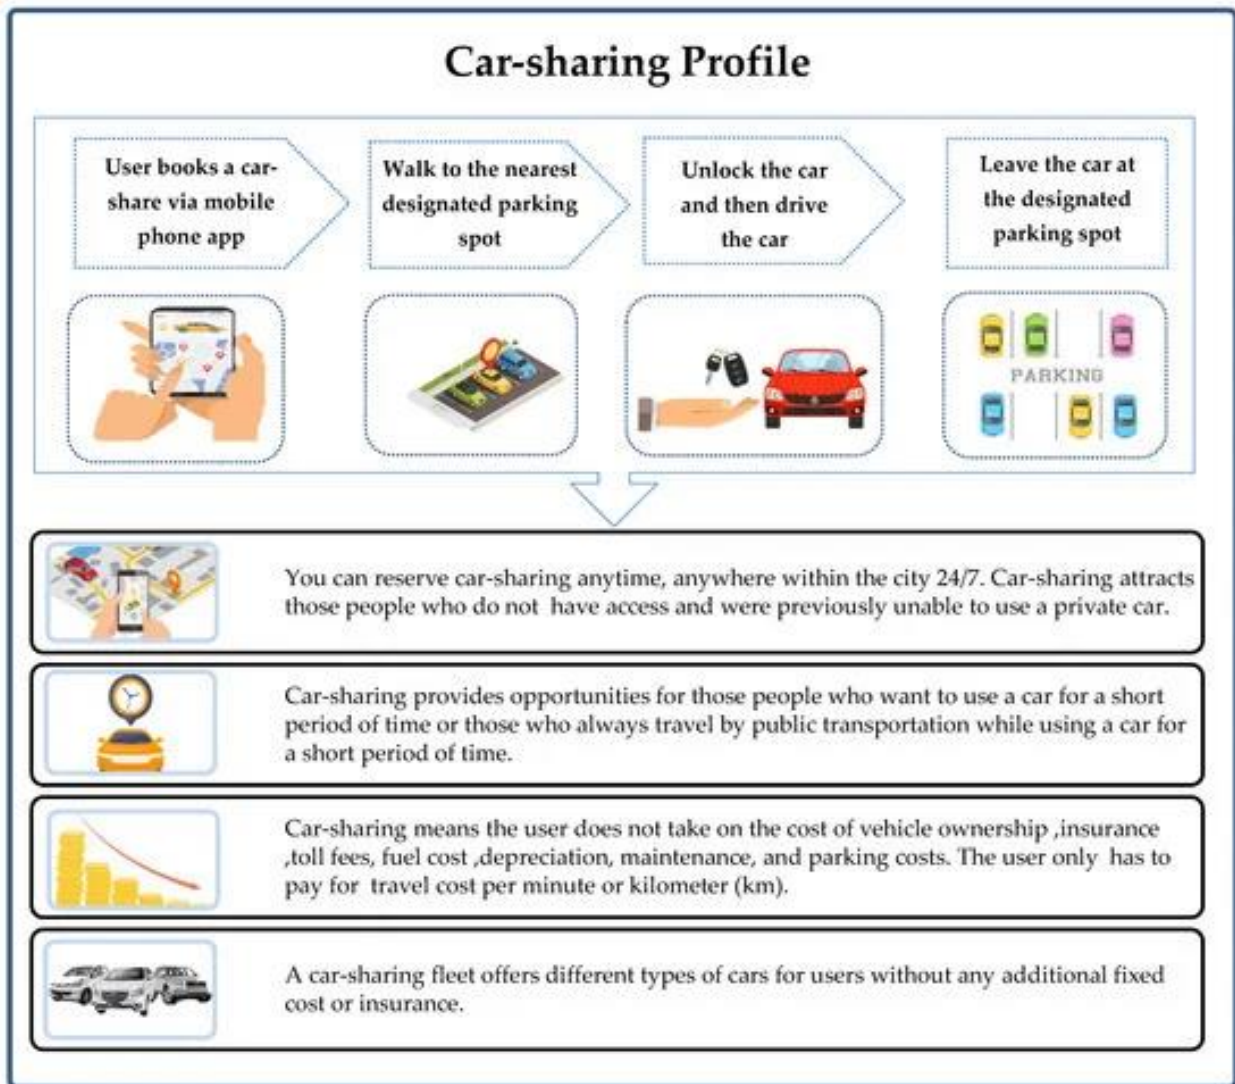 Car-sharing Profile
User books a car-
share via mobile
phone app
Walk to the nearest
designated parking
spot
Unlock the car
and then drive
the car
Leave the car at
the designated
parking spot
PARKING
You can reserve car-sharing anytime, anywhere within the city 24/7. Car-sharing attracts
those people who do not have access and were previously unable to use a private car.
Car-sharing provides opportunities for those people who want to use a car for a short
period of time or those who always travel by public transportation while using a car for
a short period of time.
Car-sharing means the user does not take on the cost of vehicle ownership ,insurance
,toll fees, fuel cost ,depreciation, maintenance, and parking costs. The user only has to
pay for travel cost per minute or kilometer (km).
A car-sharing fleet offers different types of cars for users without any additional fixed
cost or insurance.